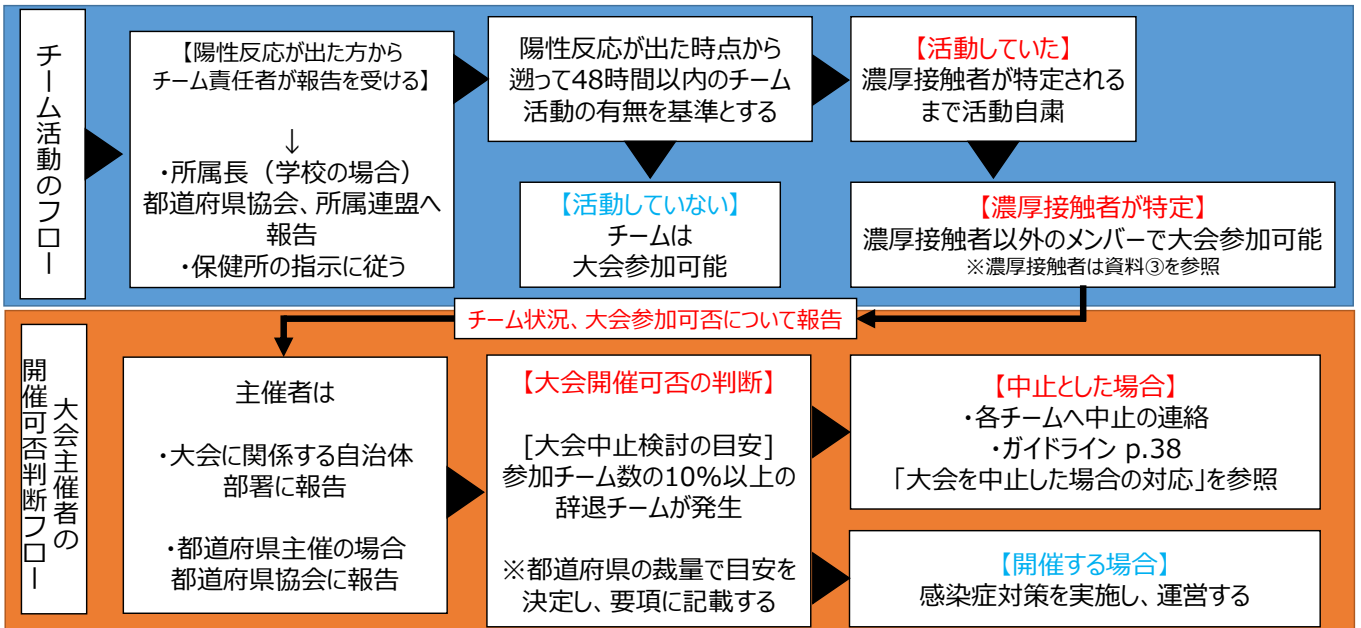 チーム活動のフロー
【陽性反応が出た方から
チーム責任者が報告を受ける】
↓
・所属長（学校の場合）
都道府県協会、所属連盟へ
報告
・保健所の指示に従う
陽性反応が出た時点から
遡って48時間以内のチーム
活動の有無を基準とする
【活動していない】
チームは
大会参加可能
【活動していた】
濃厚接触者が特定される
まで活動自粛
【濃厚接触者が特定】
濃厚接触者以外のメンバーで大会参加可能
※濃厚接触者は資料③を参照
チーム状況、大会参加可否について報告
大会主催者の
開催可否判断フロー
主催者は
・大会に関係する自治体
部署に報告
・都道府県主催の場合
都道府県協会に報告
【大会開催可否の判断】
[大会中止検討の目安]
参加チーム数の10%以上の
辞退チームが発生
※都道府県の裁量で目安を
決定し、要項に記載する
【中止とした場合】
・各チームへ中止の連絡
・ガイドライン p.38
「大会を中止した場合の対応」を参照
【開催する場合】
感染症対策を実施し、運営する